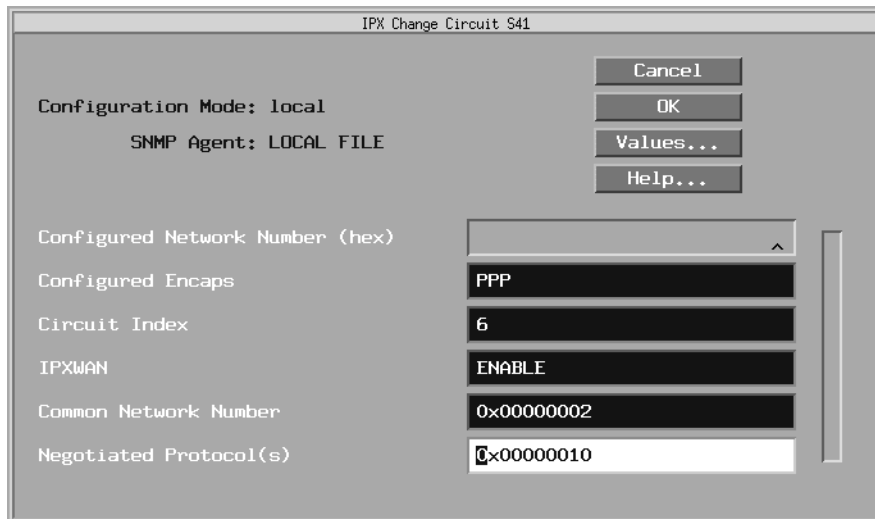 IPX Change Circuit S41
Cancel
Configuration Mode: local
OK
SNMP Agent: LOCAL FILE
Values...
Help...
Configured Network Number (hex)
Configured Encaps PPP
Circuit Index 6
IPXWAN ENABLE
Common Network Number 0x00000002
Negotiated Protocol(s) 0x00000010